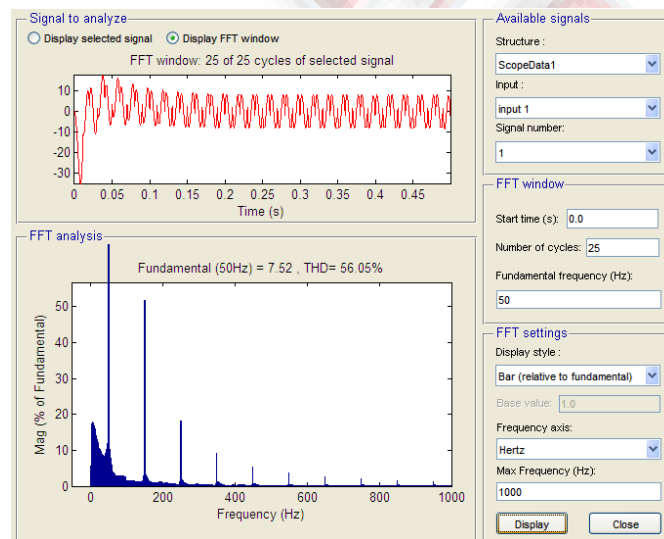 Signal to analyze
Display selected signal Display FFT window
FFT window: 25 of 25 cycles of selected signal
10
0
-10
-20
-30
0 0.05 0.1 0.15 0.2 0.25 0.3 0.35 0.4 0.45
Time (s)
FFT analysis
Fundamental (50Hz) = 7.52 , THD= 56.05%
Mag (% of Fundamental)
50
40
30
20
10
0
0 200 400 600 800 1000
Frequency (Hz)
Available signals
Structure :
ScopeData1
Input :
input 1
Signal number:
1
FFT window
Start time (s): 0.0
Number of cycles: 25
Fundamental frequency (Hz):
50
FFT settings
Display style :
Bar (relative to fundamental)
Base value: 1.0
Frequency axis:
Hertz
Max Frequency (Hz):
1000
Display Close